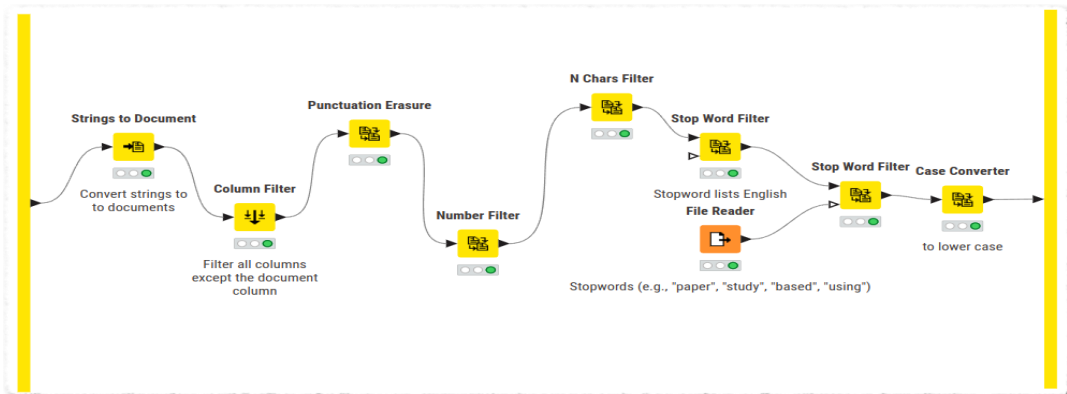 N Chars Filter
Punctuation Erasure
Strings to Document
Stop Word Filter
Stop Word Filter
Case Converter
Column Filter
Convert strings to
to documents
Stopword lists English
File Reader
Number Filter
to lower case
Filter all columns
except the document
column
Stopwords (e.g., "paper", "study", "based", "using")